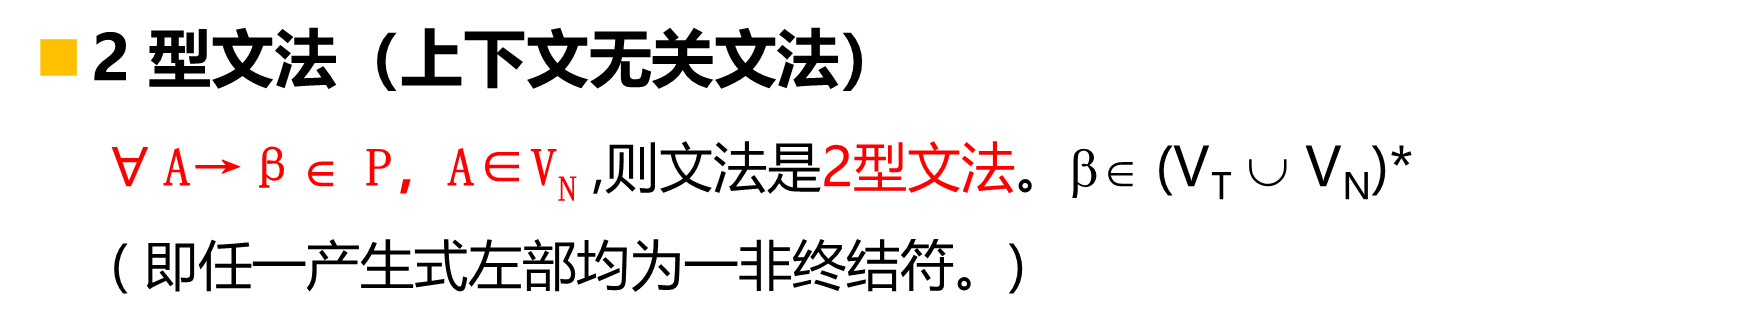 2 型文法（上下文无关文法）
∀ A→ β ∈ P，A∈V_N ,则文法是2型文法。β∈ (V_T ∪ V_N)*
( 即任一产生式左部均为一非终结符。)